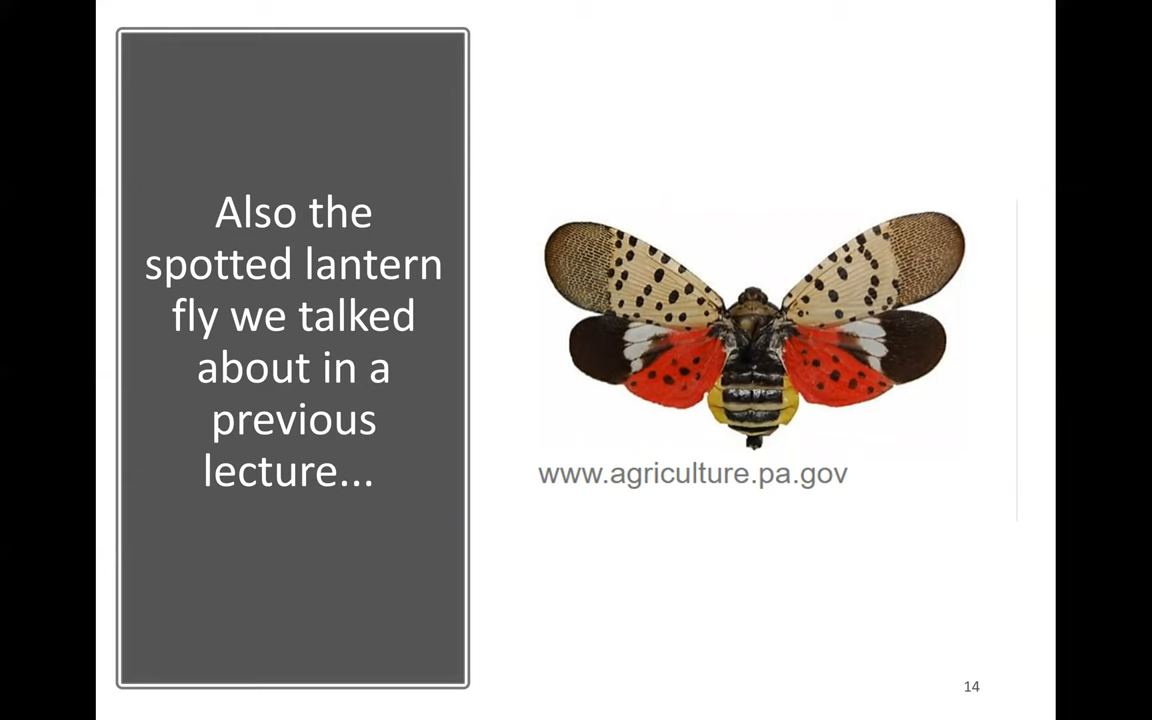 Also the
spotted lantern
fly we talked
about in a
previous
lecture...
www.agriculture.pa.gov
14